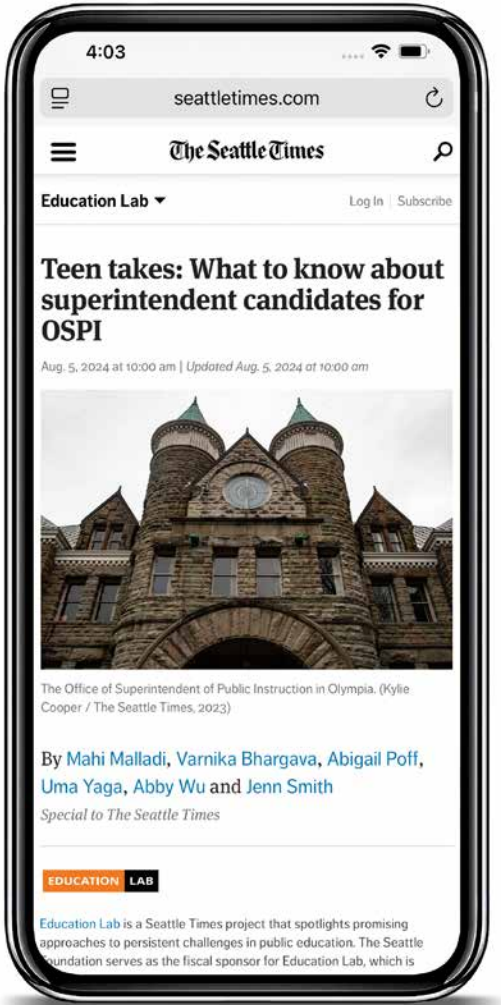 4:03
seattletimes.com
The Seattle Times
Education Lab
Log In | Subscribe
Teen takes: What to know about
superintendent candidates for
OSPI
Aug. 5, 2024 at 10:00 am | Updated Aug. 5, 2024 at 10:00 am
The Office of Superintendent of Public Instruction in Olympia. (Kylie
Cooper / The Seattle Times, 2023)
By Mahi Malladi, Varnika Bhargava, Abigail Poff,
Uma Yaga, Abby Wu and Jenn Smith
Special to The Seattle Times
EDUCATION LAB
Education Lab is a Seattle Times project that spotlights promising
approaches to persistent challenges in public education. The Seattle
Foundation serves as the fiscal sponsor for Education Lab, which is